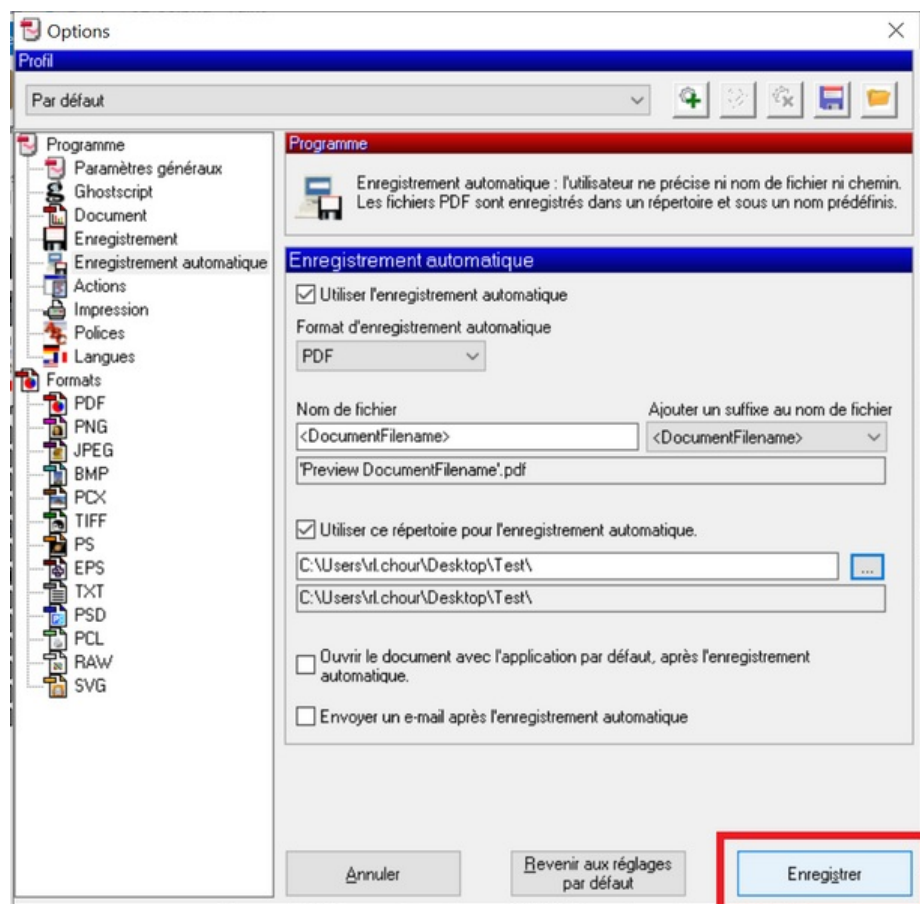 Options
Profil
Par défaut
Programme
Paramètres généraux
Ghostscript
Document
Enregistrement
Enregistrement automatique
Actions
Impression
Polices
Langues
Formats
PDF
PNG
JPEG
BMP
PCX
TIFF
PS
EPS
TXT
PSD
PCL
RAW
SVG
Programme
Enregistrement automatique : l'utilisateur ne précise ni nom de fichier ni chemin.
Les fichiers PDF sont enregistrés dans un répertoire et sous un nom prédéfinis.
Enregistrement automatique
Utiliser l'enregistrement automatique
Format d'enregistrement automatique
PDF
Nom de fichier
Ajouter un suffixe au nom de fichier
<DocumentFilename>
<DocumentFilename>
'Preview DocumentFilename'.pdf
Utiliser ce répertoire pour l'enregistrement automatique.
C:\Users\rl.chour\Desktop\Test\
...
C:\Users\rl.chour\Desktop\Test\
Ouvrir le document avec l'application par défaut, après l'enregistrement
automatique.
Envoyer un e-mail après l'enregistrement automatique
Annuler
Revenir aux réglages
par défaut
Enregistrer